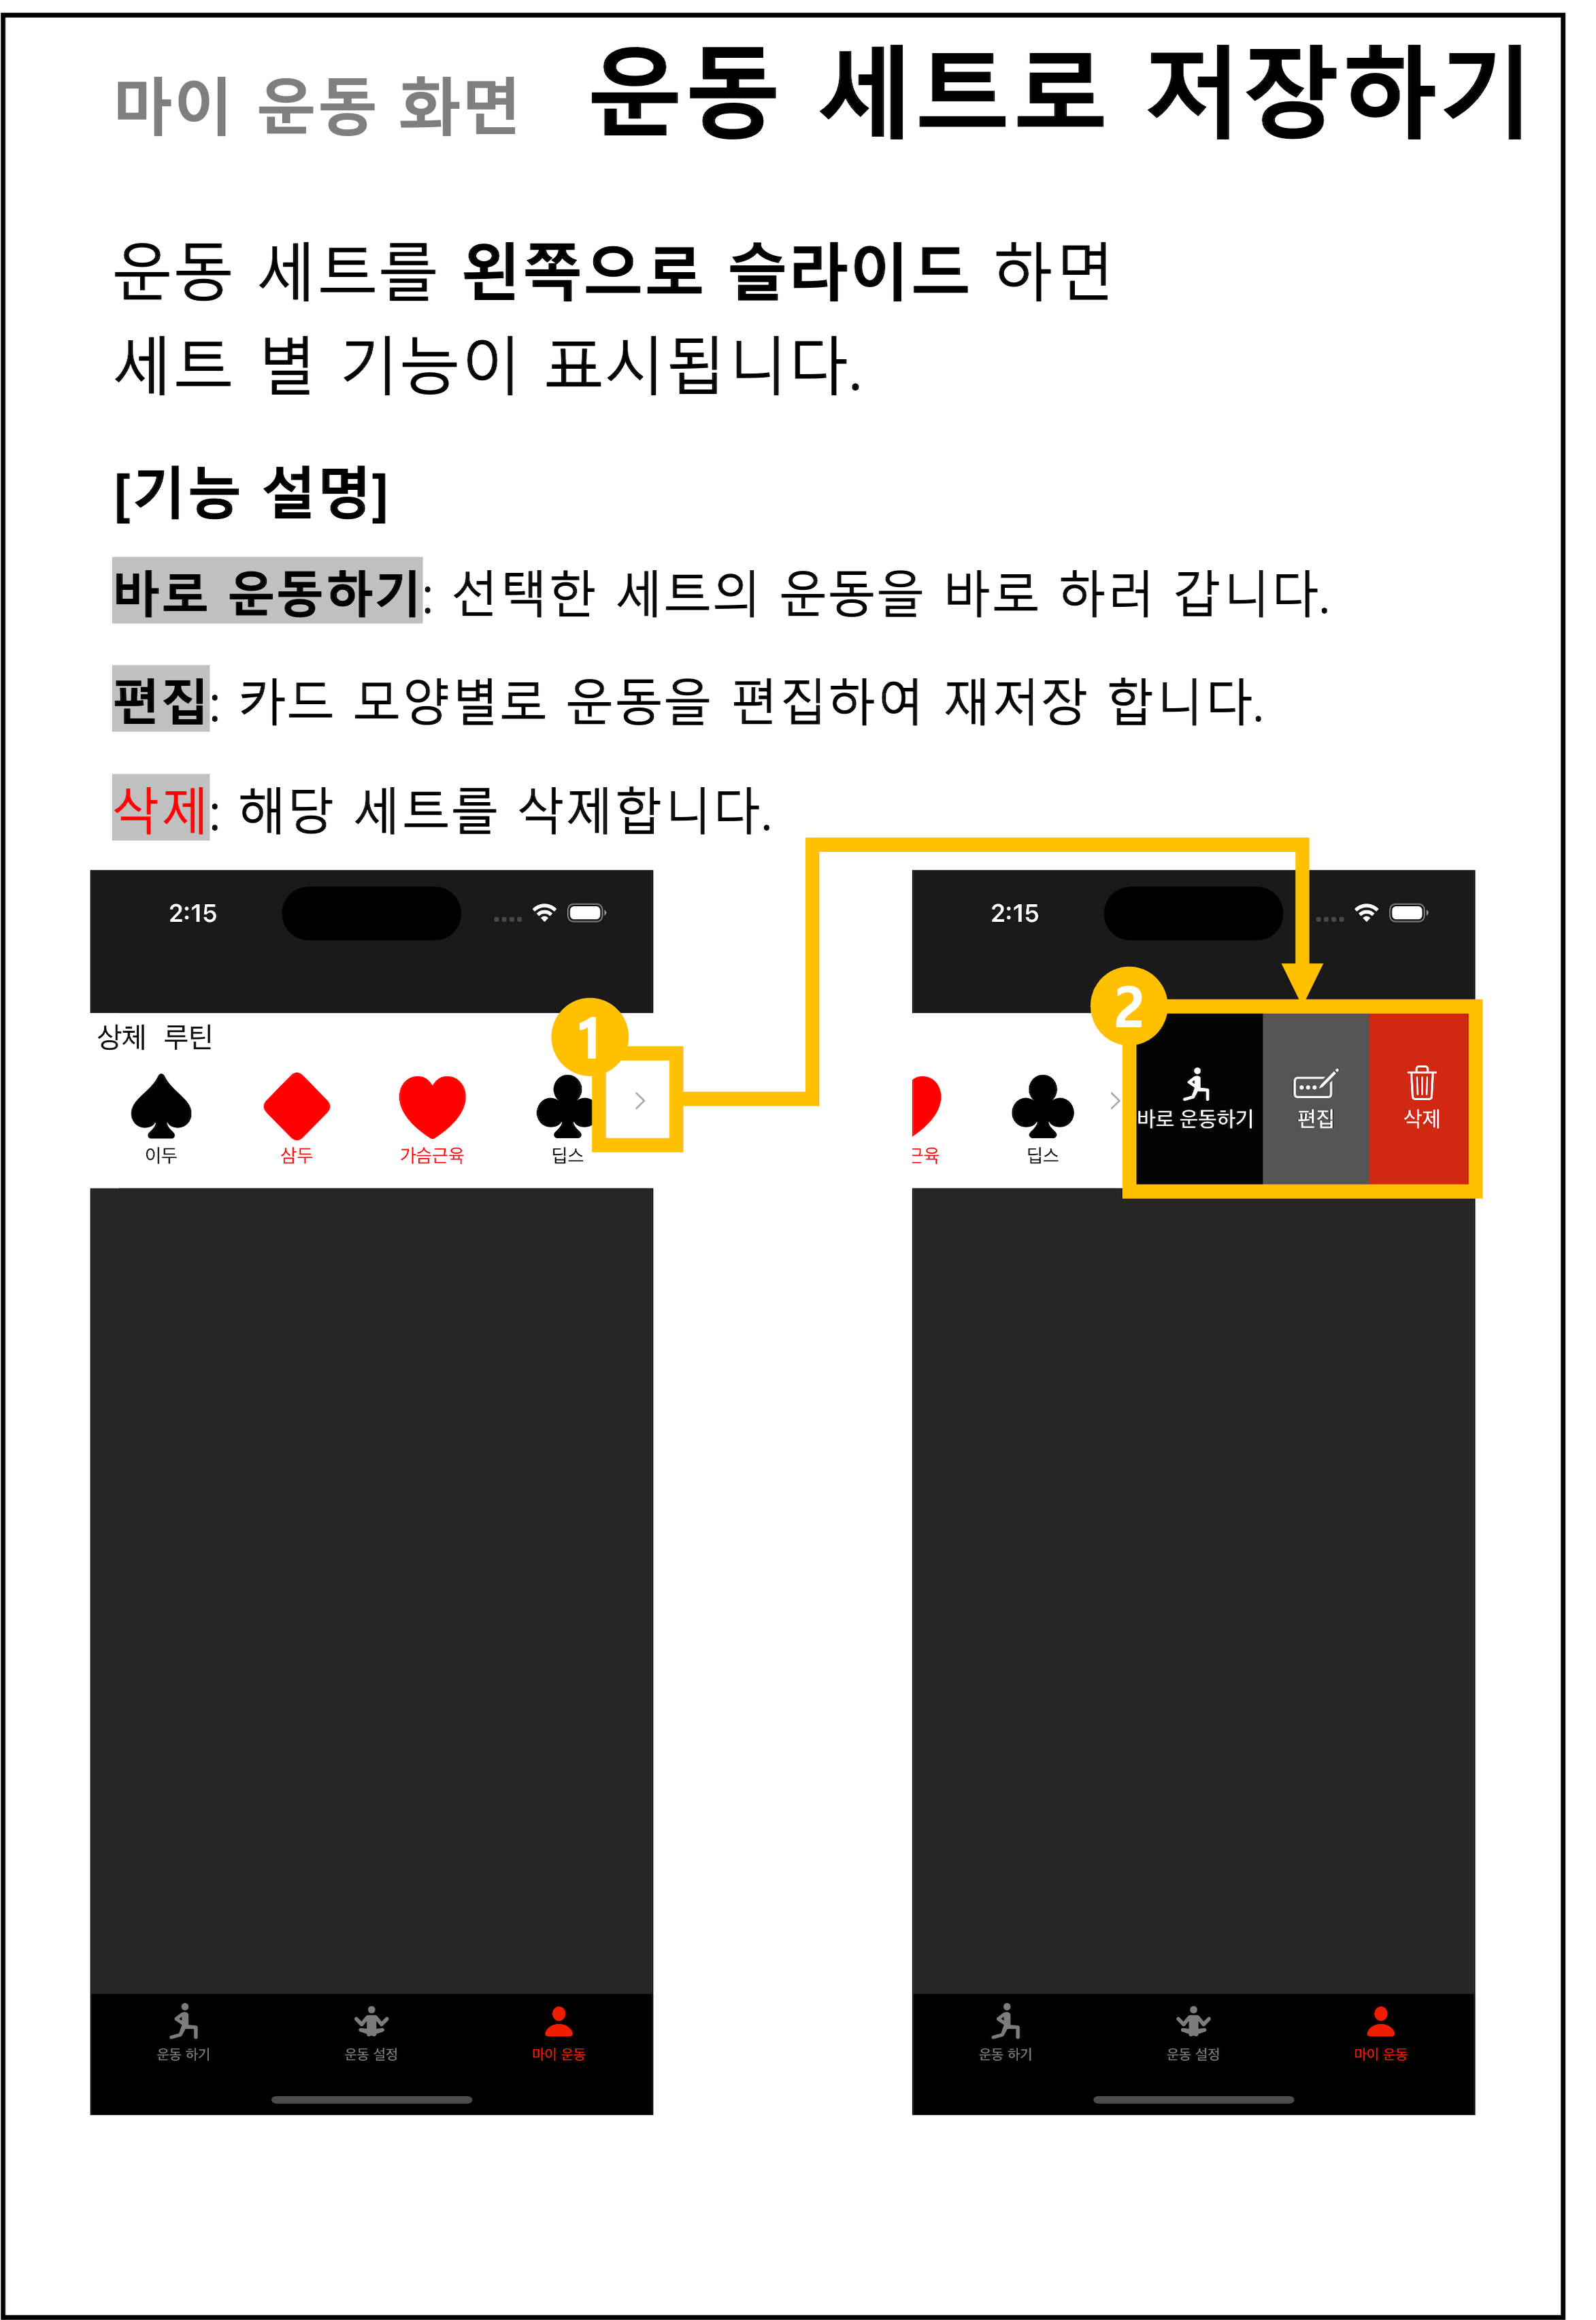 마이 운동 화면 운동 세트로 저장하기
운동 세트를 왼쪽으로 슬라이드 하면
세트 별 기능이 표시됩니다.
[기능 설명]
바로 운동하기: 선택한 세트의 운동을 바로 하러 갑니다.
편집: 카드 모양별로 운동을 편집하여 재저장 합니다.
삭제: 해당 세트를 삭제합니다.
2:15
상체 루틴
1
이두 삼두 가슴근육 딥스
운동 하기 운동 설정 마이 운동
2:15
2
근육 딥스
바로 운동하기 편집 삭제
운동 하기 운동 설정 마이 운동